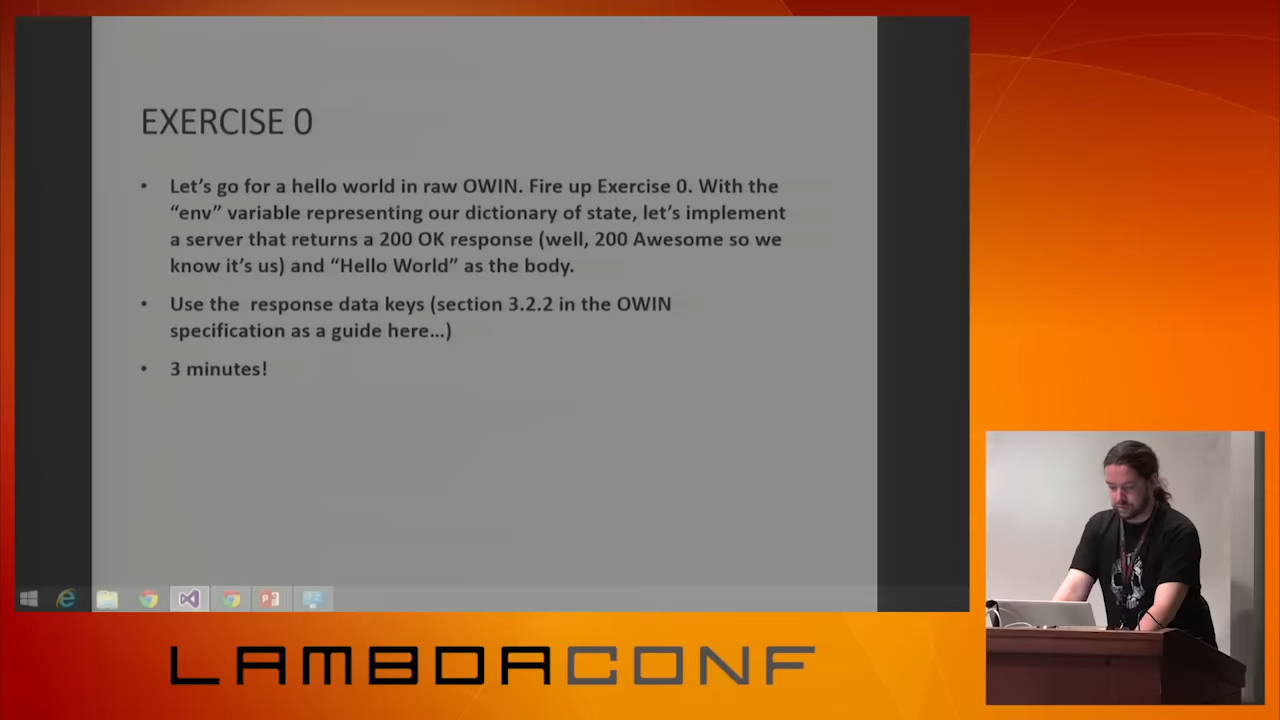 EXERCISE 0
• Let's go for a hello world in raw OWIN. Fire up Exercise 0. With the
“env” variable representing our dictionary of state, let's implement
a server that returns a 200 OK response (well, 200 Awesome so we
know it's us) and “Hello World” as the body.
• Use the  response data keys (section 3.2.2 in the OWIN
specification as a guide here…)
• 3 minutes!
LAMBDACONF